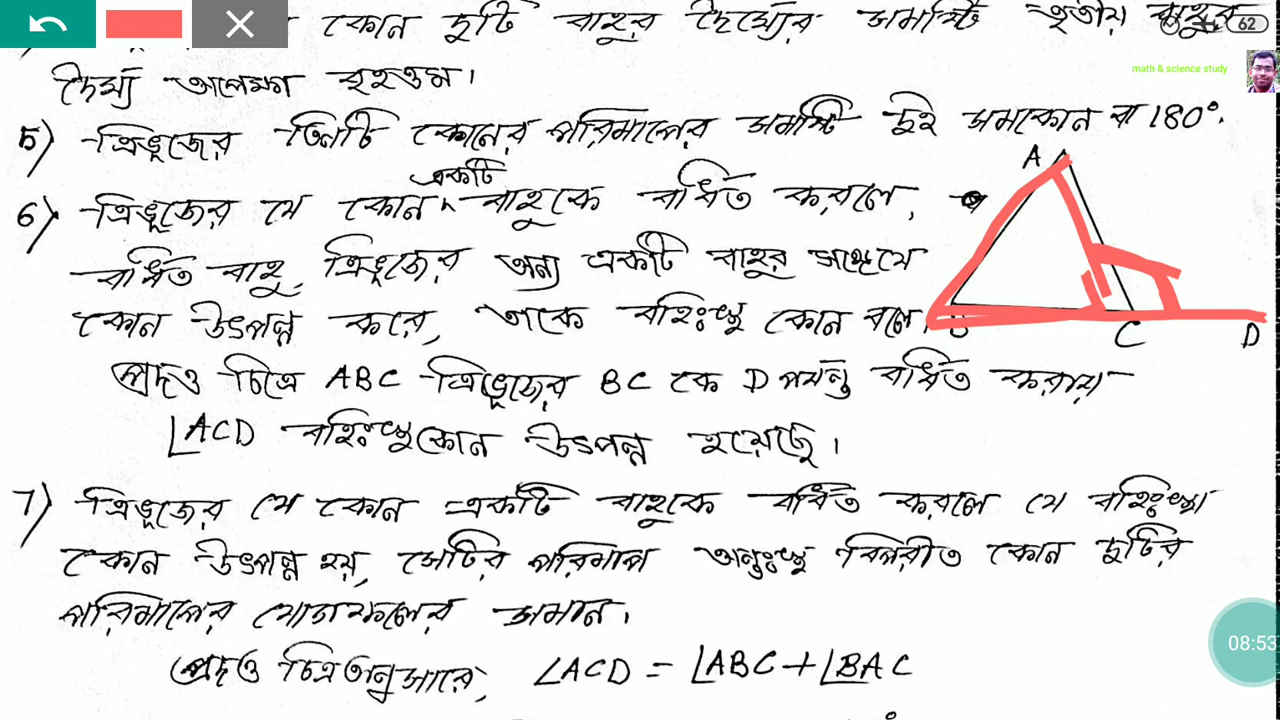 কোন দুটি বাহুর দৈর্ঘ্যের সমষ্টি তৃতীয় বাহুর
62
math & science study
দৈর্ঘ্য অপেক্ষা বৃহত্তম।
5) ত্রিভূজের তিনটি কোনের পরিমাপের সমষ্টি দুই সমকোন বা 180°.
A
একটি
6) ত্রিভূজের যে কোন বাহুকে বর্ধিত করলে,
বর্ধিত বাহু, ত্রিভূজের অন্য একটি বাহুর সঙ্গে যে
কোন উৎপন্ন করে, তাকে বহিঃস্থ কোন বলে।
C D
প্রদত্ত চিত্রে ABC ত্রিভূজের BC কে D পর্যন্ত বর্ধিত করায়
∠ACD বহিঃস্থকোন উৎপন্ন হয়েছে।
7) ত্রিভূজের যে কোন একটি বাহুকে বর্ধিত করলে যে বহিঃস্থ
কোন উৎপন্ন হয়, সেটির পরিমাপ অন্তঃস্থ বিপরীত কোন দুটির
পরিমাপের যোগফলের সমান।
08:53
প্রদত্ত চিত্রঅনুসারে, ∠ACD = ∠ABC + ∠BAC